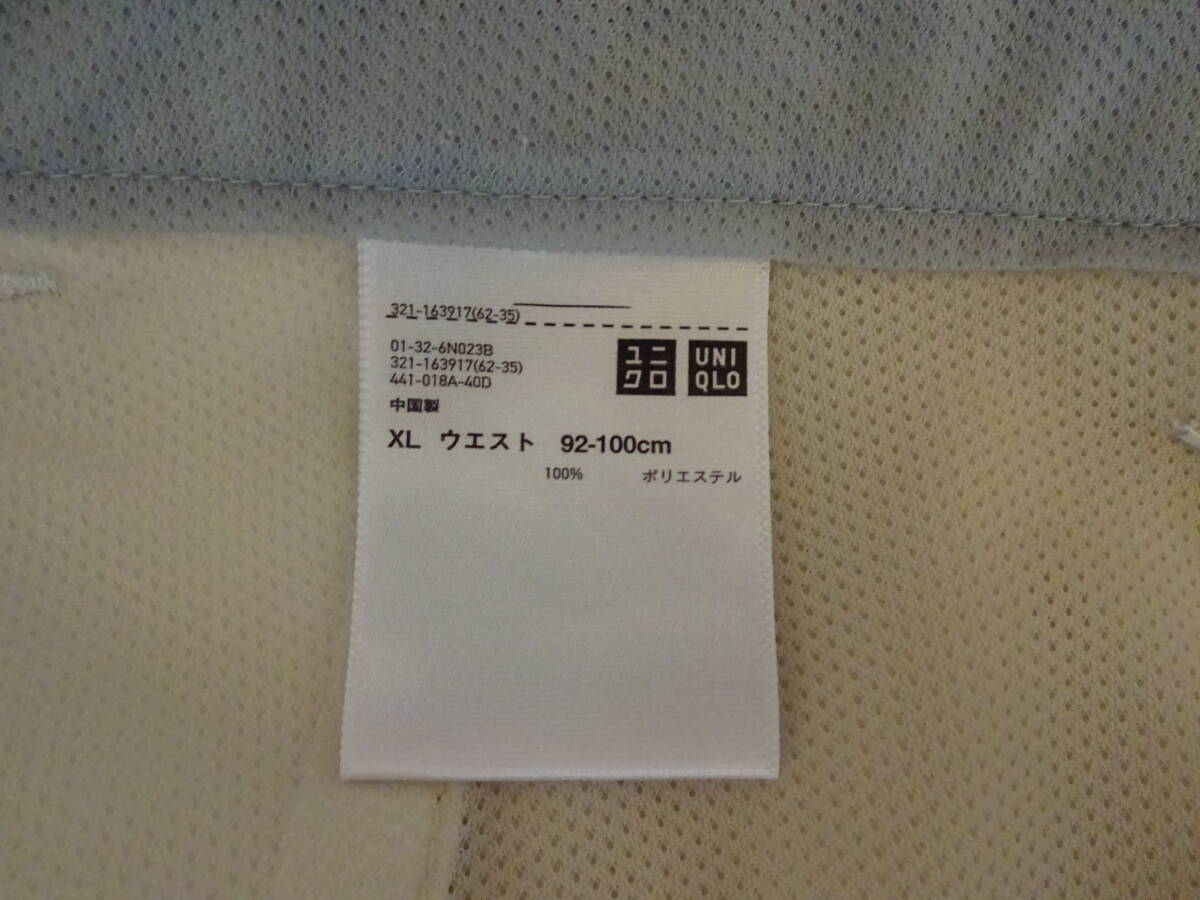 321-163917(62-35)
01-32-6N023B
321-163917(62-35)
441-018A-40D
中国製
ユニ
クロ
UNI
QLO
XL ウエスト 92-100cm
100% ポリエステル